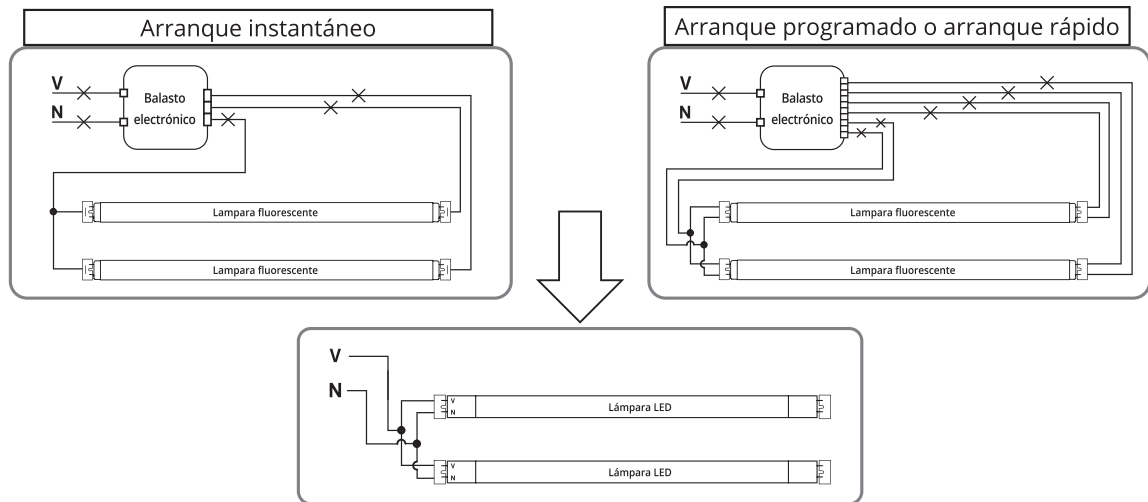 Arranque instantáneo
V
N
Balasto
electrónico
Lampara fluorescente
Lampara fluorescente
Arranque programado o arranque rápido
V
N
Balasto
electrónico
Lampara fluorescente
Lampara fluorescente
V
N
V
N
Lámpara LED
V
N
Lámpara LED